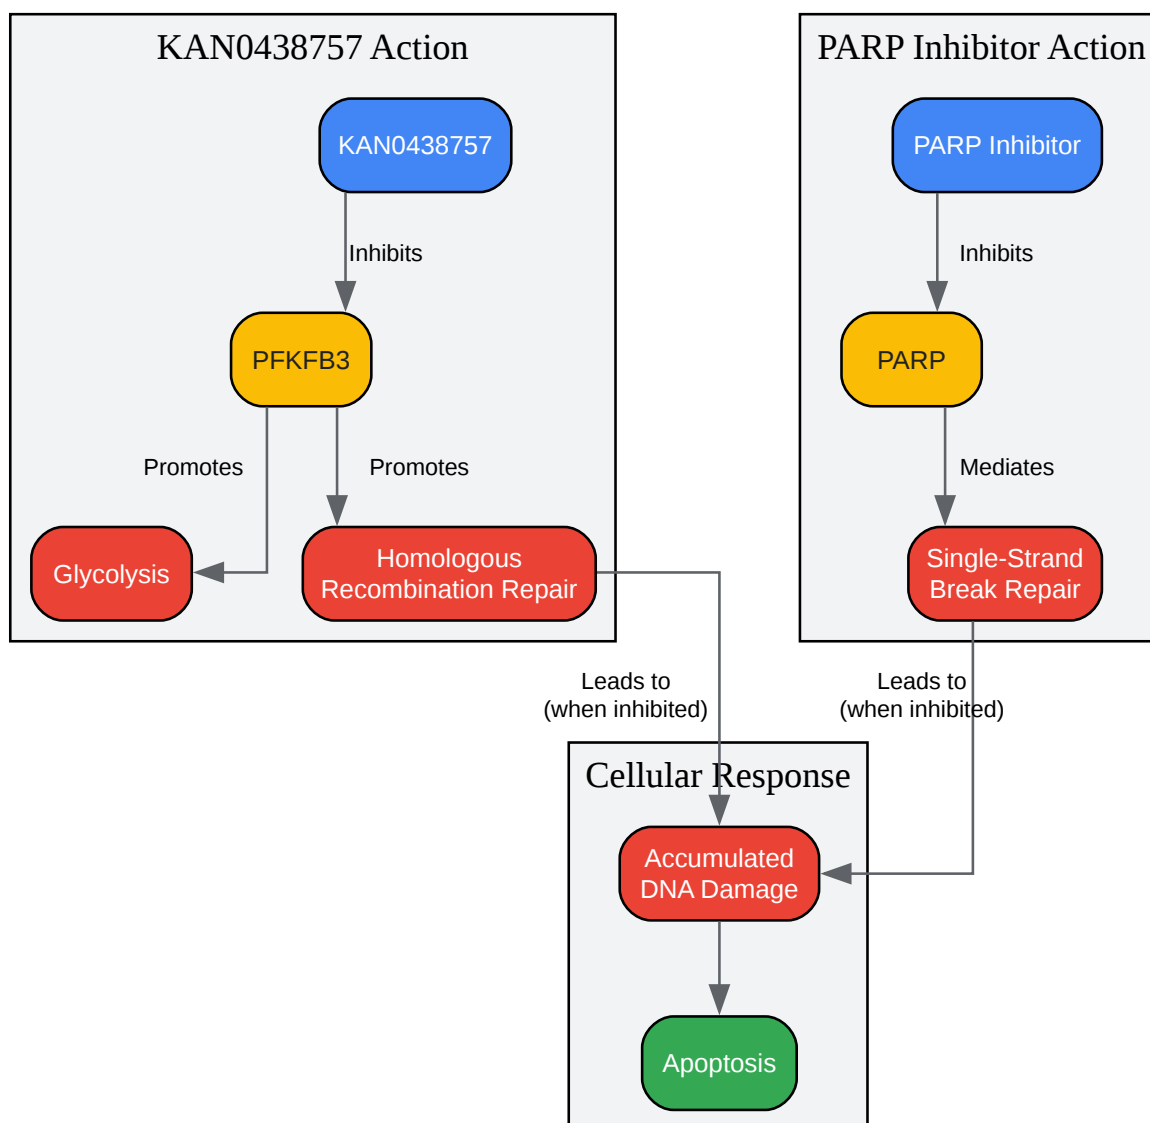 KAN0438757 Action
KAN0438757
Inhibits
PFKFB3
Promotes
Promotes
Glycolysis
Homologous
Recombination Repair
PARP Inhibitor Action
PARP Inhibitor
Inhibits
PARP
Mediates
Single-Strand
Break Repair
Leads to
(when inhibited)
Leads to
(when inhibited)
Cellular Response
Accumulated
DNA Damage
Apoptosis